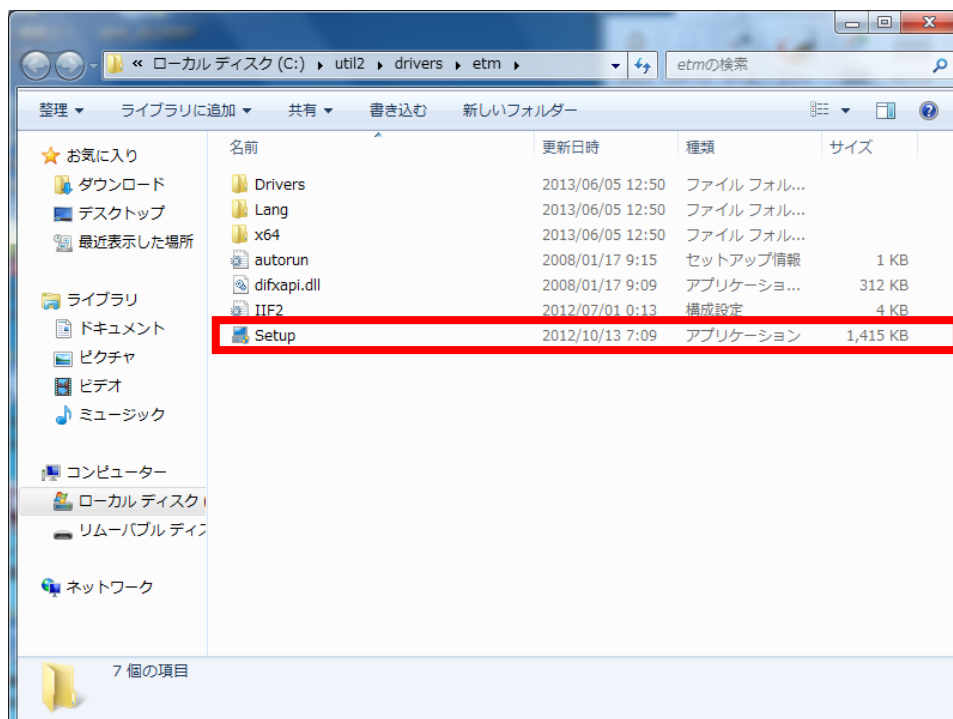 « ローカル ディスク (C:) ▸ util2 ▸ drivers ▸ etm ▸
etmの検索
整理 ▼ ライブラリに追加 ▼ 共有 ▼ 書き込む 新しいフォルダー
お気に入り
ダウンロード
デスクトップ
最近表示した場所
ライブラリ
ドキュメント
ピクチャ
ビデオ
ミュージック
コンピューター
ローカル ディスク (
リムーバブル ディス
ネットワーク
名前 更新日時 種類 サイズ
Drivers 2013/06/05 12:50 ファイル フォル...
Lang 2013/06/05 12:50 ファイル フォル...
x64 2013/06/05 12:50 ファイル フォル...
autorun 2008/01/17 9:15 セットアップ情報 1 KB
difxapi.dll 2008/01/17 9:09 アプリケーショ... 312 KB
IIF2 2012/07/01 0:13 構成設定 4 KB
Setup 2012/10/13 7:09 アプリケーション 1,415 KB
7 個の項目